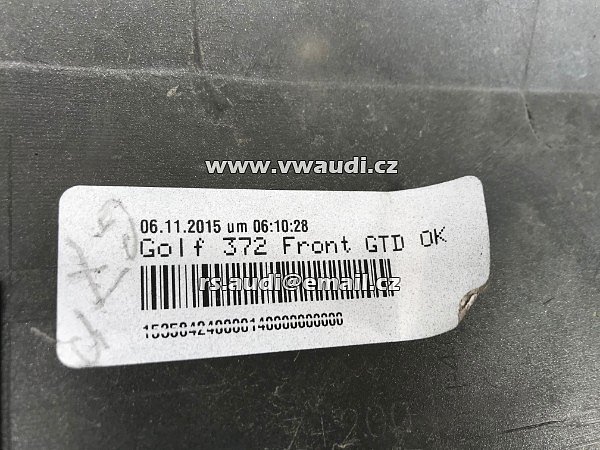 www.vwaudi.cz
06.11.2015 um 06:10:28
Golf 372 Front GTD OK
rs.audi@email.cz